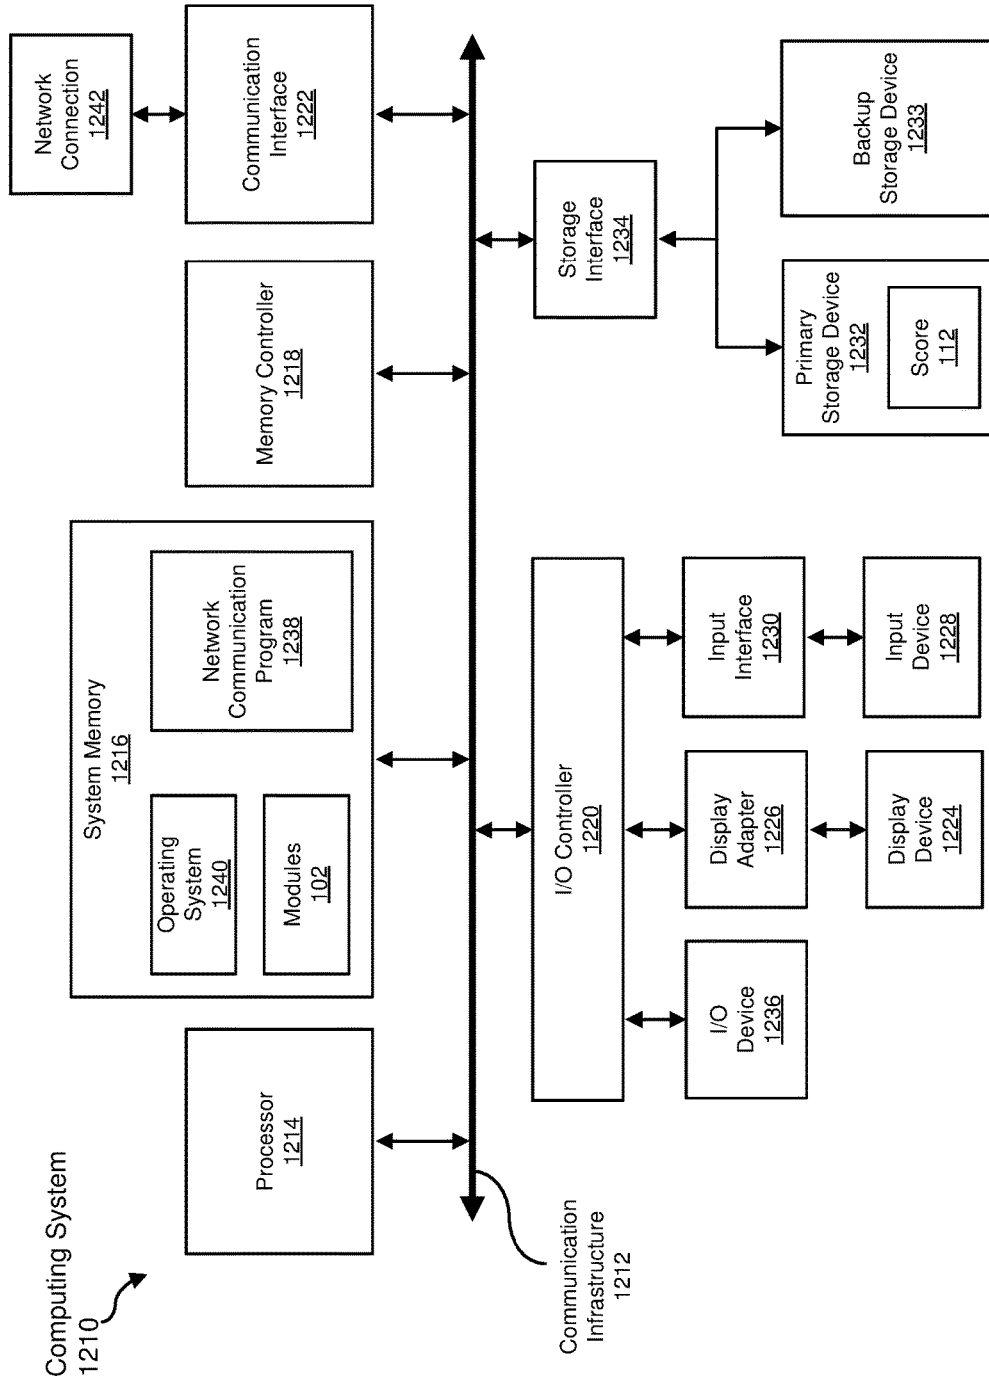 Computing System
1210
Processor
1214
System Memory
1216
Operating
System
1240
Modules
102
Network
Communication
Program
1238
Memory Controller
1218
Communication
Interface
1222
Network
Connection
1242
Communication
Infrastructure
1212
I/O Controller
1220
I/O
Device
1236
Display
Adapter
1226
Display
Device
1224
Input
Interface
1230
Input
Device
1228
Storage
Interface
1234
Primary
Storage Device
1232
Score
112
Backup
Storage Device
1233